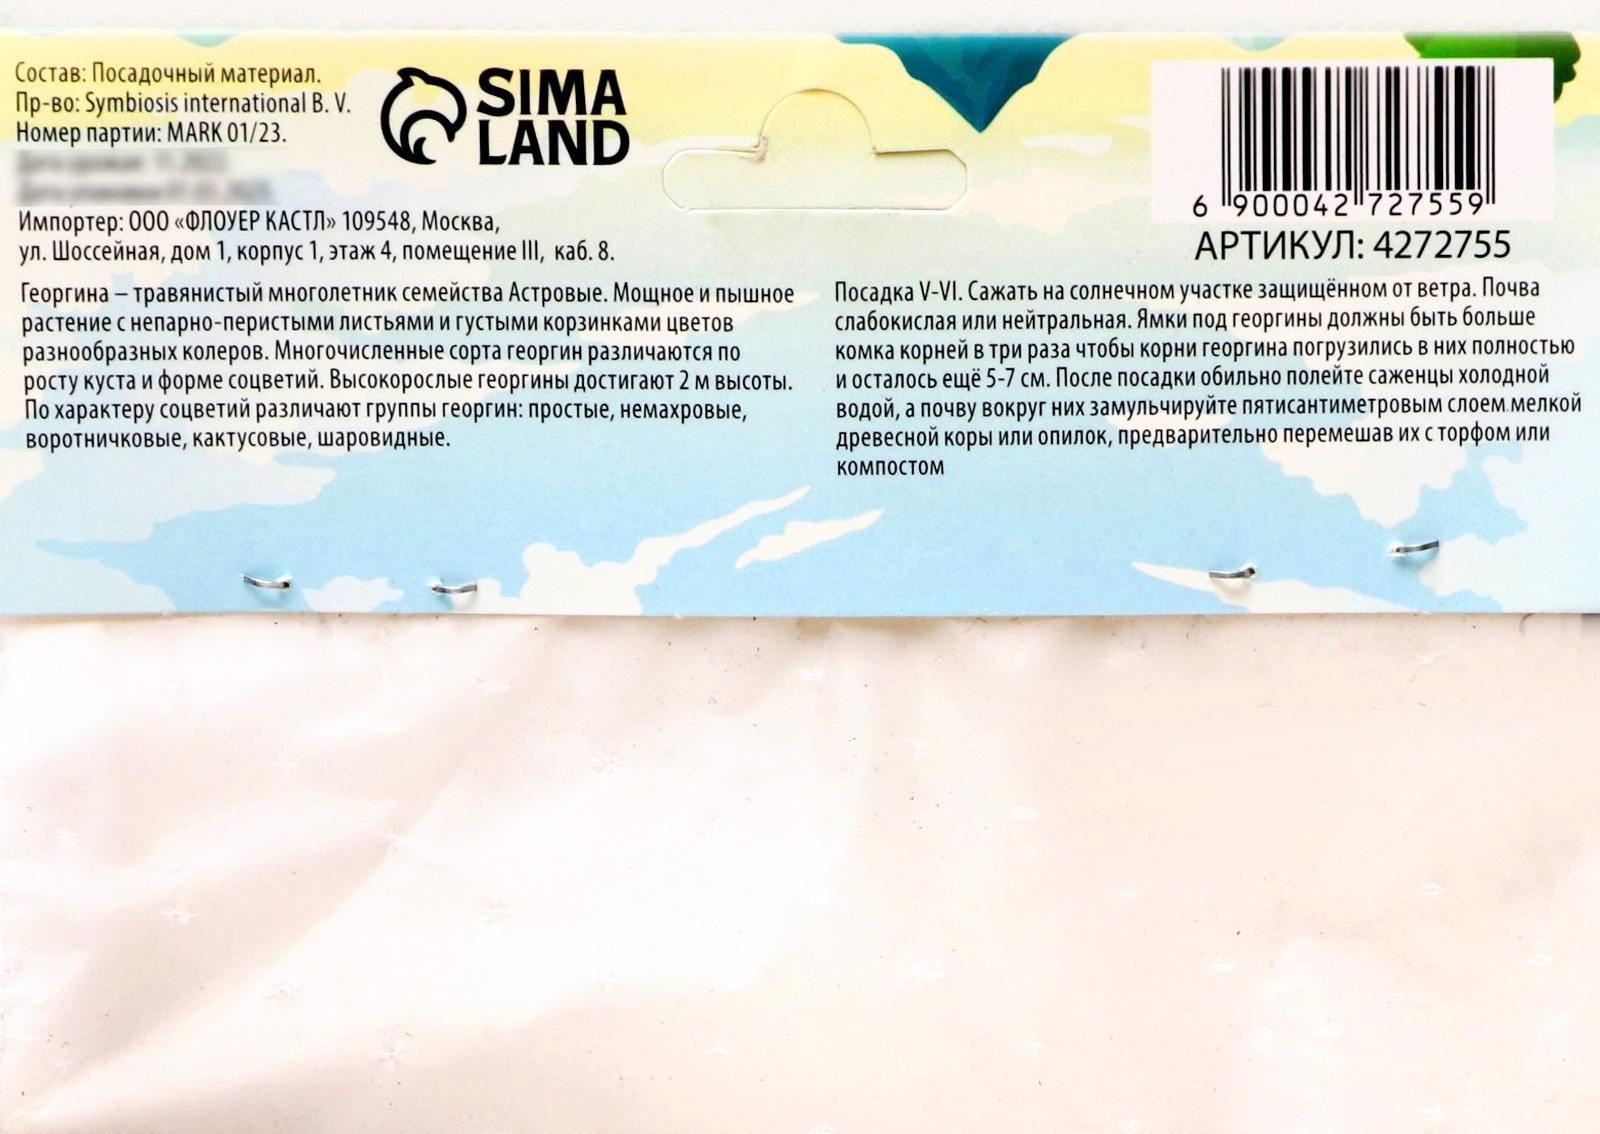 Состав: Посадочный материал.
Пр-во: Symbiosis international B. V.
Номер партии: MARK 01/23.
SIMA
LAND
Импортер: ООО «ФЛОУЕР КАСТЛ» 109548, Москва,
ул. Шоссейная, дом 1, корпус 1, этаж 4, помещение III, каб. 8.
6 900042 727559
АРТИКУЛ: 4272755
Георгина – травянистый многолетник семейства Астровые. Мощное и пышное
растение с непарно-перистыми листьями и густыми корзинками цветов
разнообразных колеров. Многочисленные сорта георгин различаются по
росту куста и форме соцветий. Высокорослые георгины достигают 2 м высоты.
По характеру соцветий различают группы георгин: простые, немахровые,
воротничковые, кактусовые, шаровидные.
Посадка V-VI. Сажать на солнечном участке защищённом от ветра. Почва
слабокислая или нейтральная. Ямки под георгины должны быть больше
комка корней в три раза чтобы корни георгина погрузились в них полностью
и осталось ещё 5-7 см. После посадки обильно полейте саженцы холодной
водой, а почву вокруг них замульчируйте пятисантиметровым слоем мелкой
древесной коры или опилок, предварительно перемешав их с торфом или
компостом